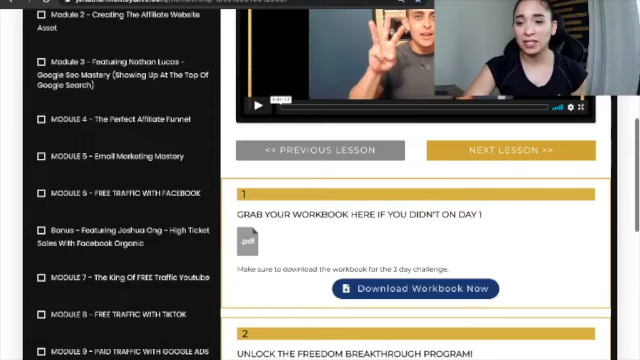 Module 2 - Creating The Affiliate Website
Asset
Module 3 - Featuring Nathan Lucas -
Google Seo Mastery (Showing Up At The Top Of
Google Search)
MODULE 4 - The Perfect Affiliate Funnel
MODULE 5 - Email Marketing Mastery
MODULE 6 - FREE TRAFFIC WITH FACEBOOK
Bonus - Featuring Joshua Ong - High Ticket
Sales With Facebook Organic
MODULE 7 - The King Of FREE Traffic Youtube
MODULE 8 - FREE TRAFFIC WITH TIKTOK
MODULE 9 - PAID TRAFFIC WITH GOOGLE ADS
<< PREVIOUS LESSON
NEXT LESSON >>
1
GRAB YOUR WORKBOOK HERE IF YOU DIDN'T ON DAY 1
.pdf
Make sure to download the workbook for the 3 day challenge.
Download Workbook Now
2
UNLOCK THE FREEDOM BREAKTHROUGH PROGRAM!